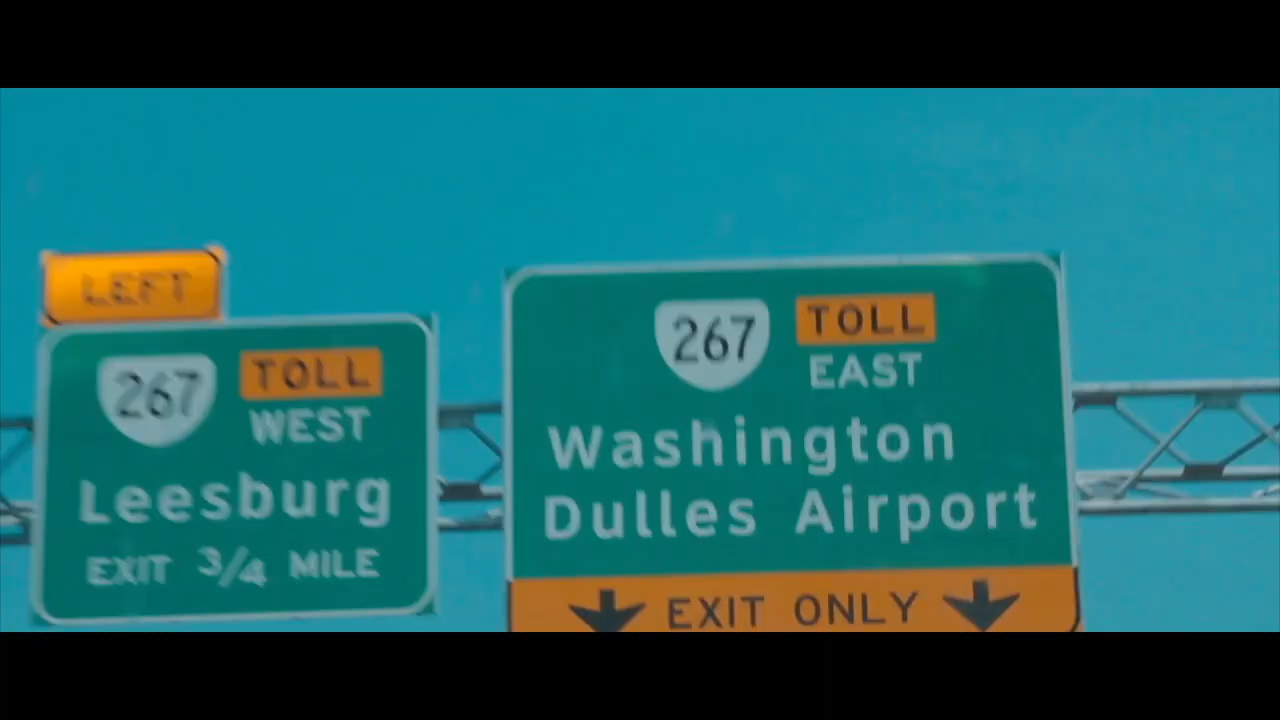 LEFT
267 TOLL
WEST
Leesburg
EXIT 3/4 MILE
267 TOLL
EAST
Washington
Dulles Airport
EXIT ONLY